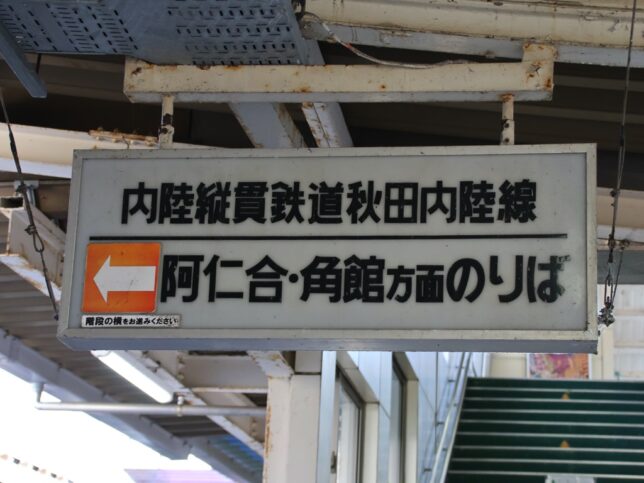 内陸縦貫鉄道秋田内陸線
阿仁合・角館方面のりば
階段の横をお進みください